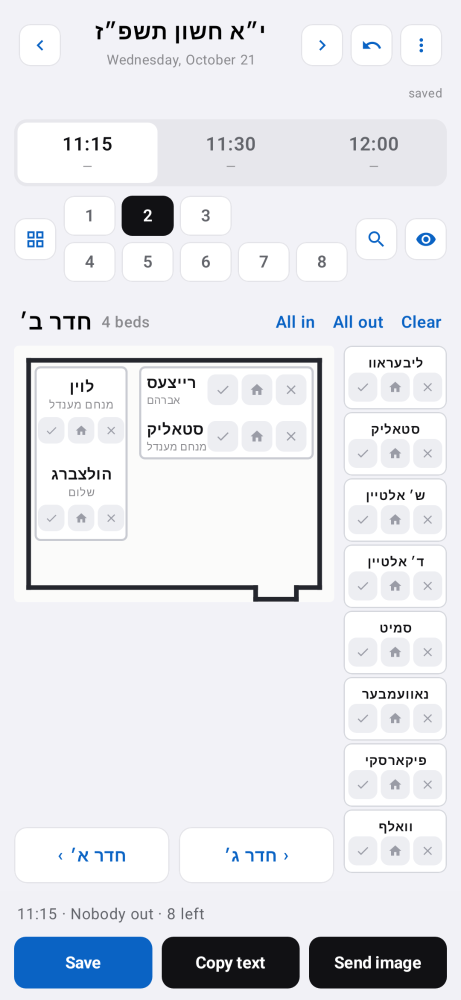 י״א חשון תשפ״ז
Wednesday, October 21
saved
11:15
11:30
12:00
—
—
—
1
2
3
4
5
6
7
8
חדר ב׳
4 beds
All in
All out
Clear
לוין
מנחם מענדל
הולצברג
שלום
רייצעס
אברהם
סטאליק
מנחם מענדל
ליבעראוו
סטאליק
ש׳ אלטיין
ד׳ אלטיין
סמיט
נאוועמבער
פיקארסקי
וואלף
‹ חדר א׳
חדר ג׳ ›
11:15 · Nobody out · 8 left
Save
Copy text
Send image